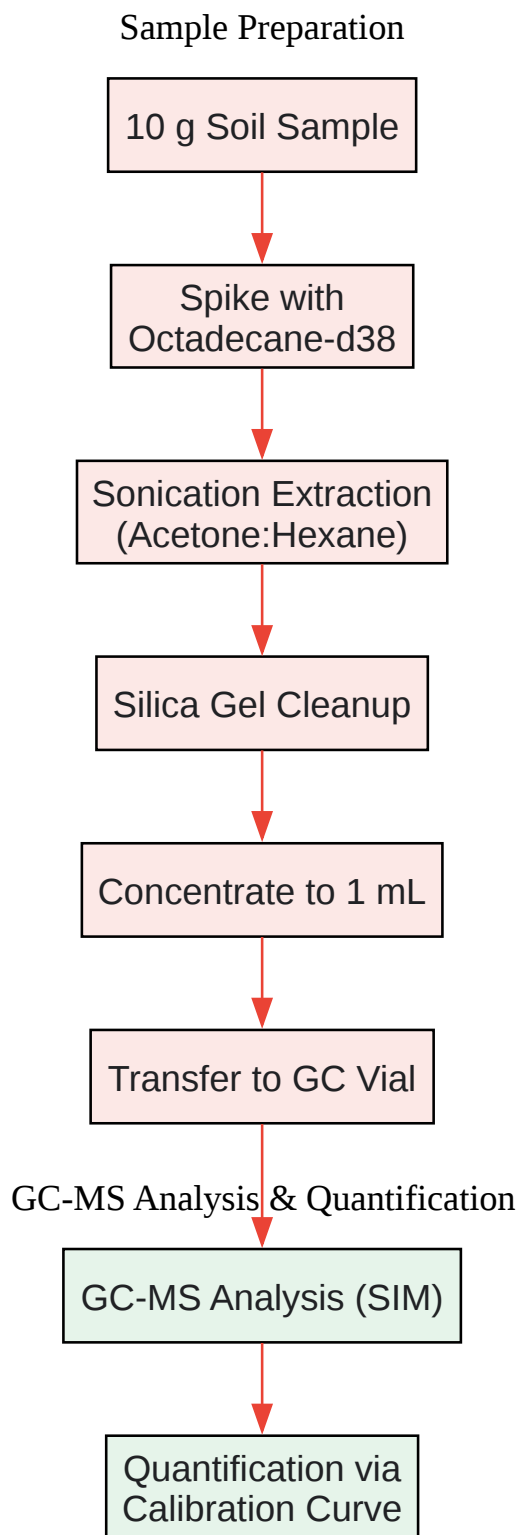 Sample Preparation
10 g Soil Sample
Spike with
Octadecane-d38
Sonication Extraction
(Acetone:Hexane)
Silica Gel Cleanup
Concentrate to 1 mL
Transfer to GC Vial
GC-MS Analysis & Quantification
GC-MS Analysis (SIM)
Quantification via
Calibration Curve